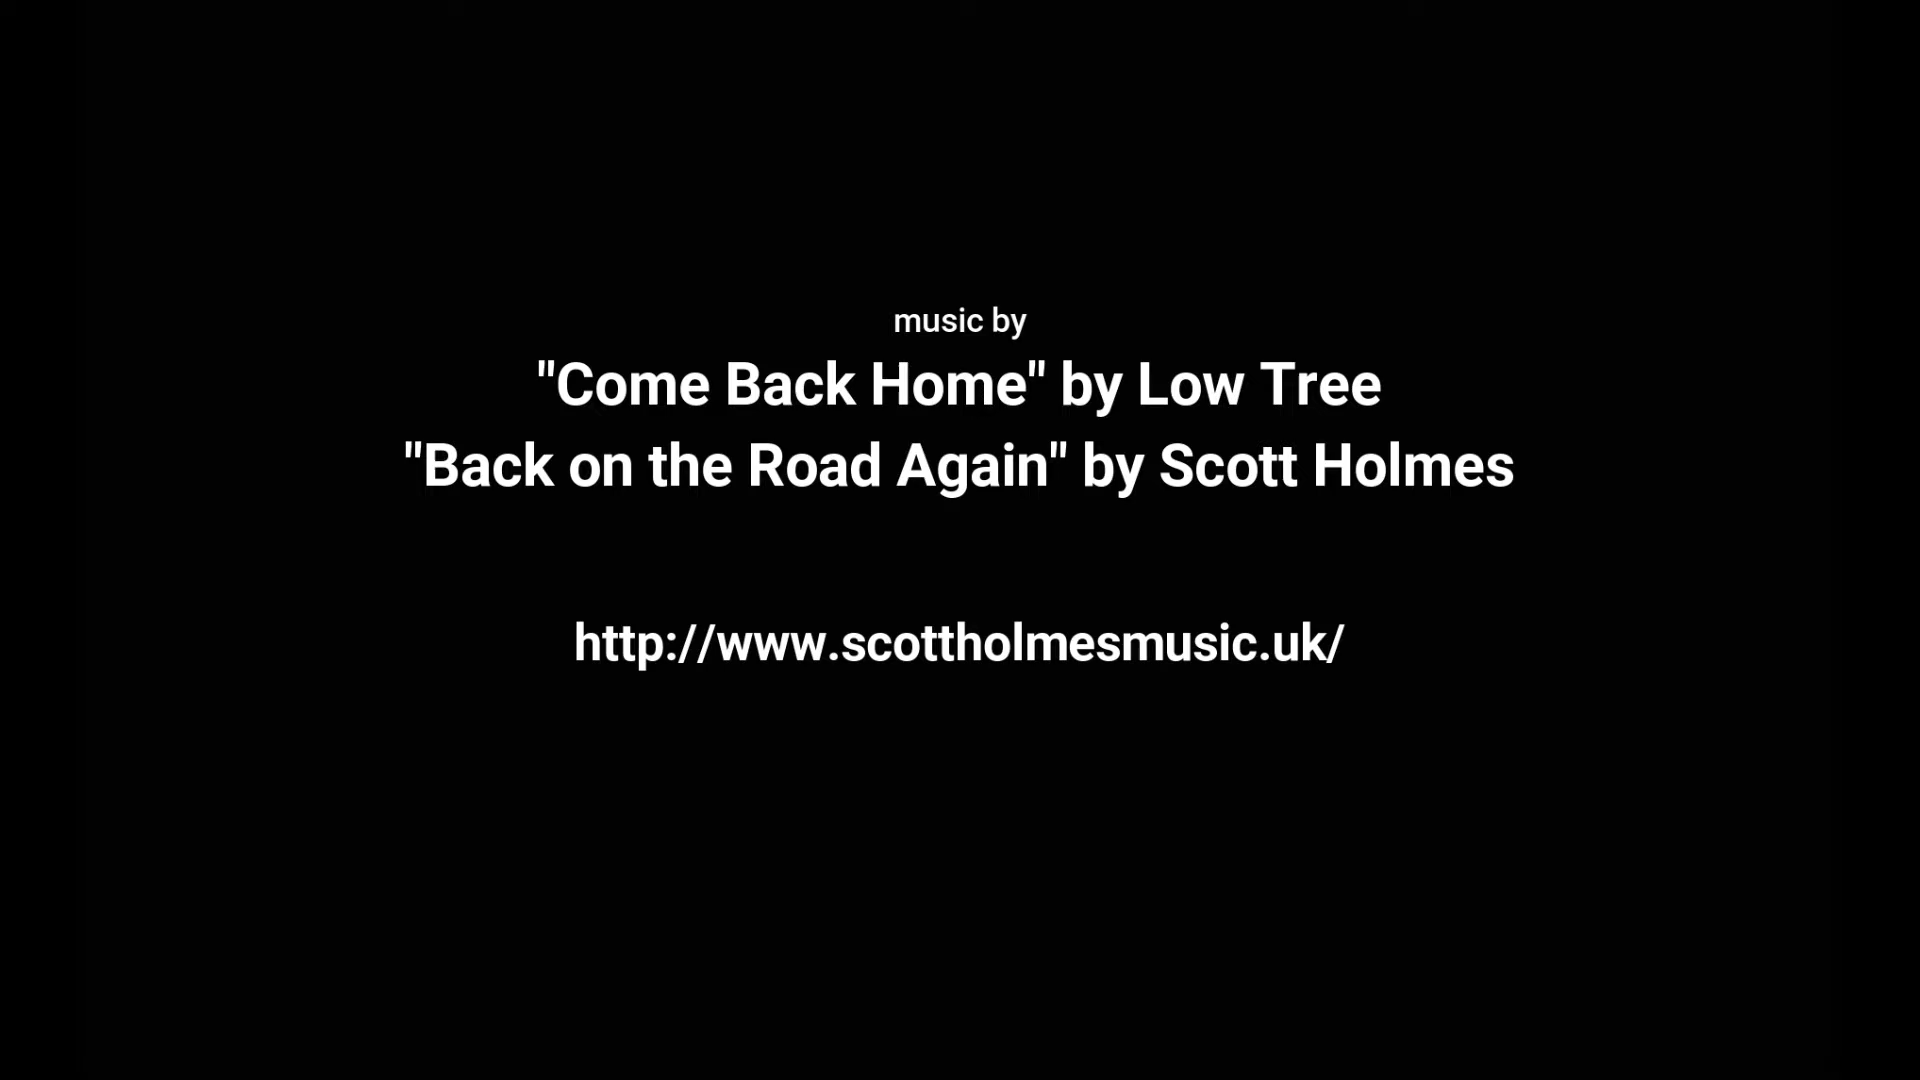 music by
"Come Back Home" by Low Tree
"Back on the Road Again" by Scott Holmes
http://www.scottholmesmusic.uk/